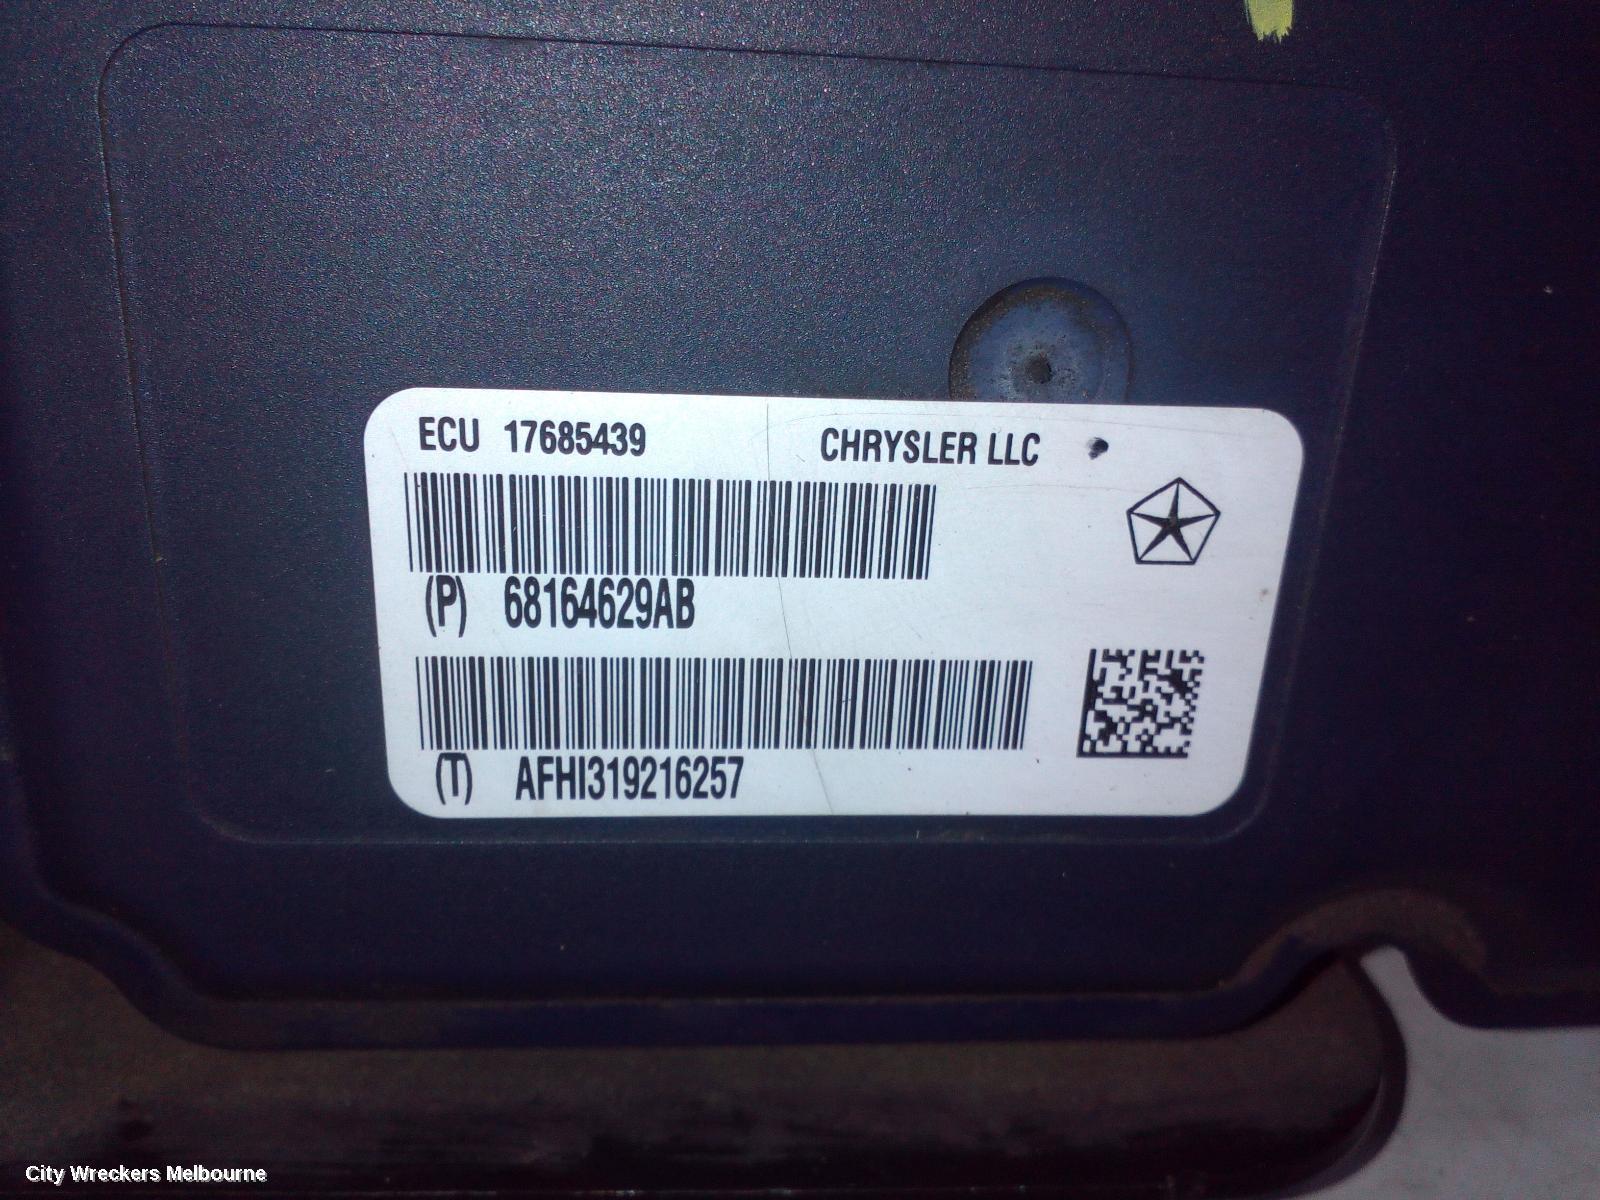 ECU 17685439
CHRYSLER LLC
(P) 68164629AB
(T) AFHI319216257
City Wreckers Melbourne